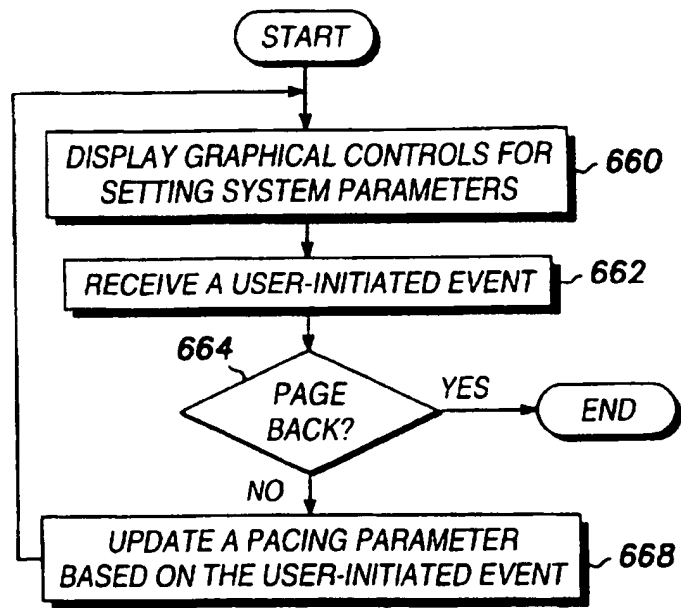 START
DISPLAY GRAPHICAL CONTROLS FOR
SETTING SYSTEM PARAMETERS
660
RECEIVE A USER-INITIATED EVENT
662
664
PAGE
BACK?
YES
END
NO
UPDATE A PACING PARAMETER
BASED ON THE USER-INITIATED EVENT
668